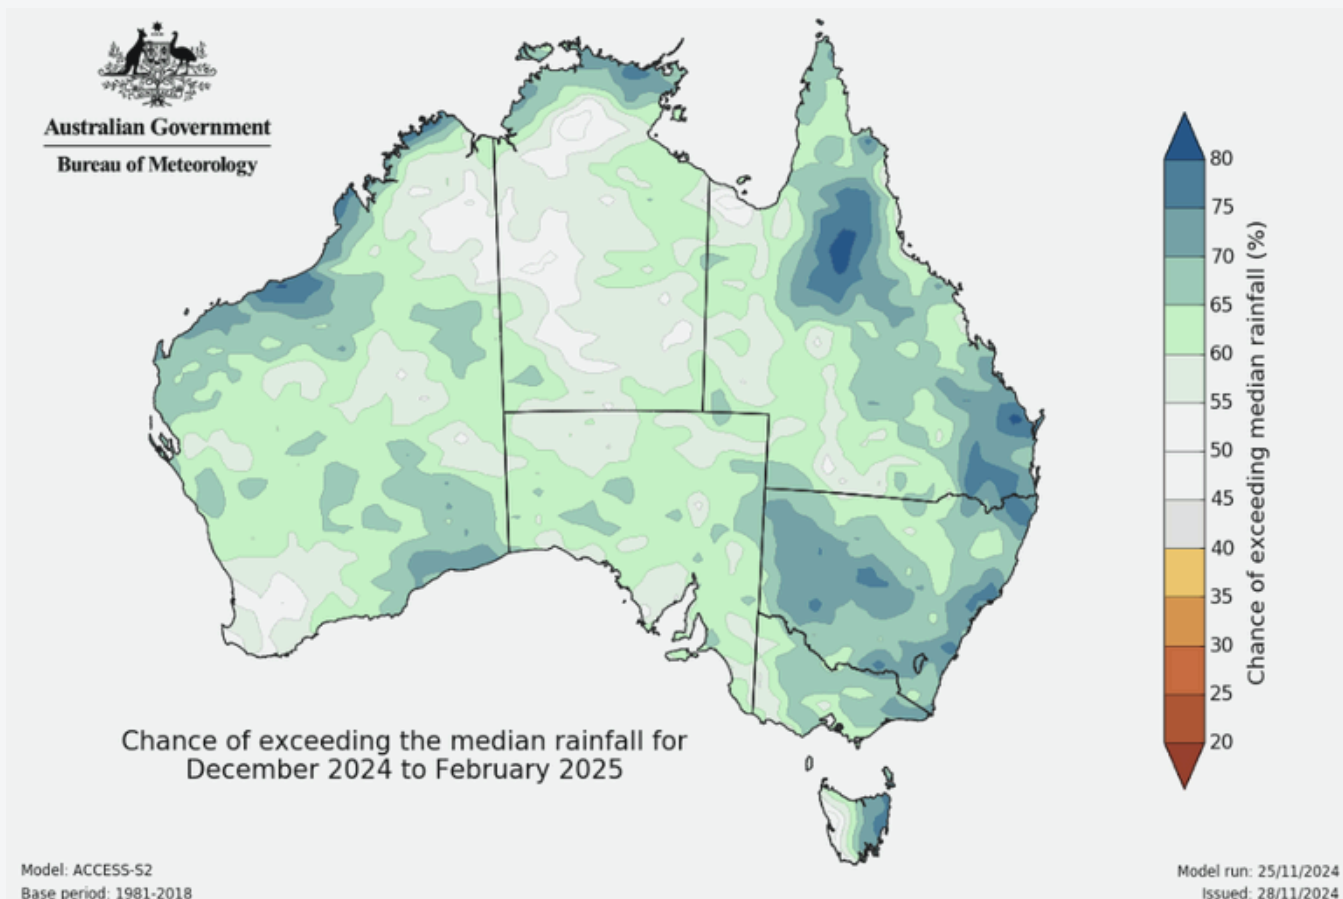 Australian Government
Bureau of Meteorology
80
75
70
65
60
55
50
45
40
35
30
25
20
Chance of exceeding median rainfall (%)
Chance of exceeding the median rainfall for
December 2024 to February 2025
Model: ACCESS-S2
Base period: 1981-2018
Model run: 25/11/2024
Issued: 28/11/2024